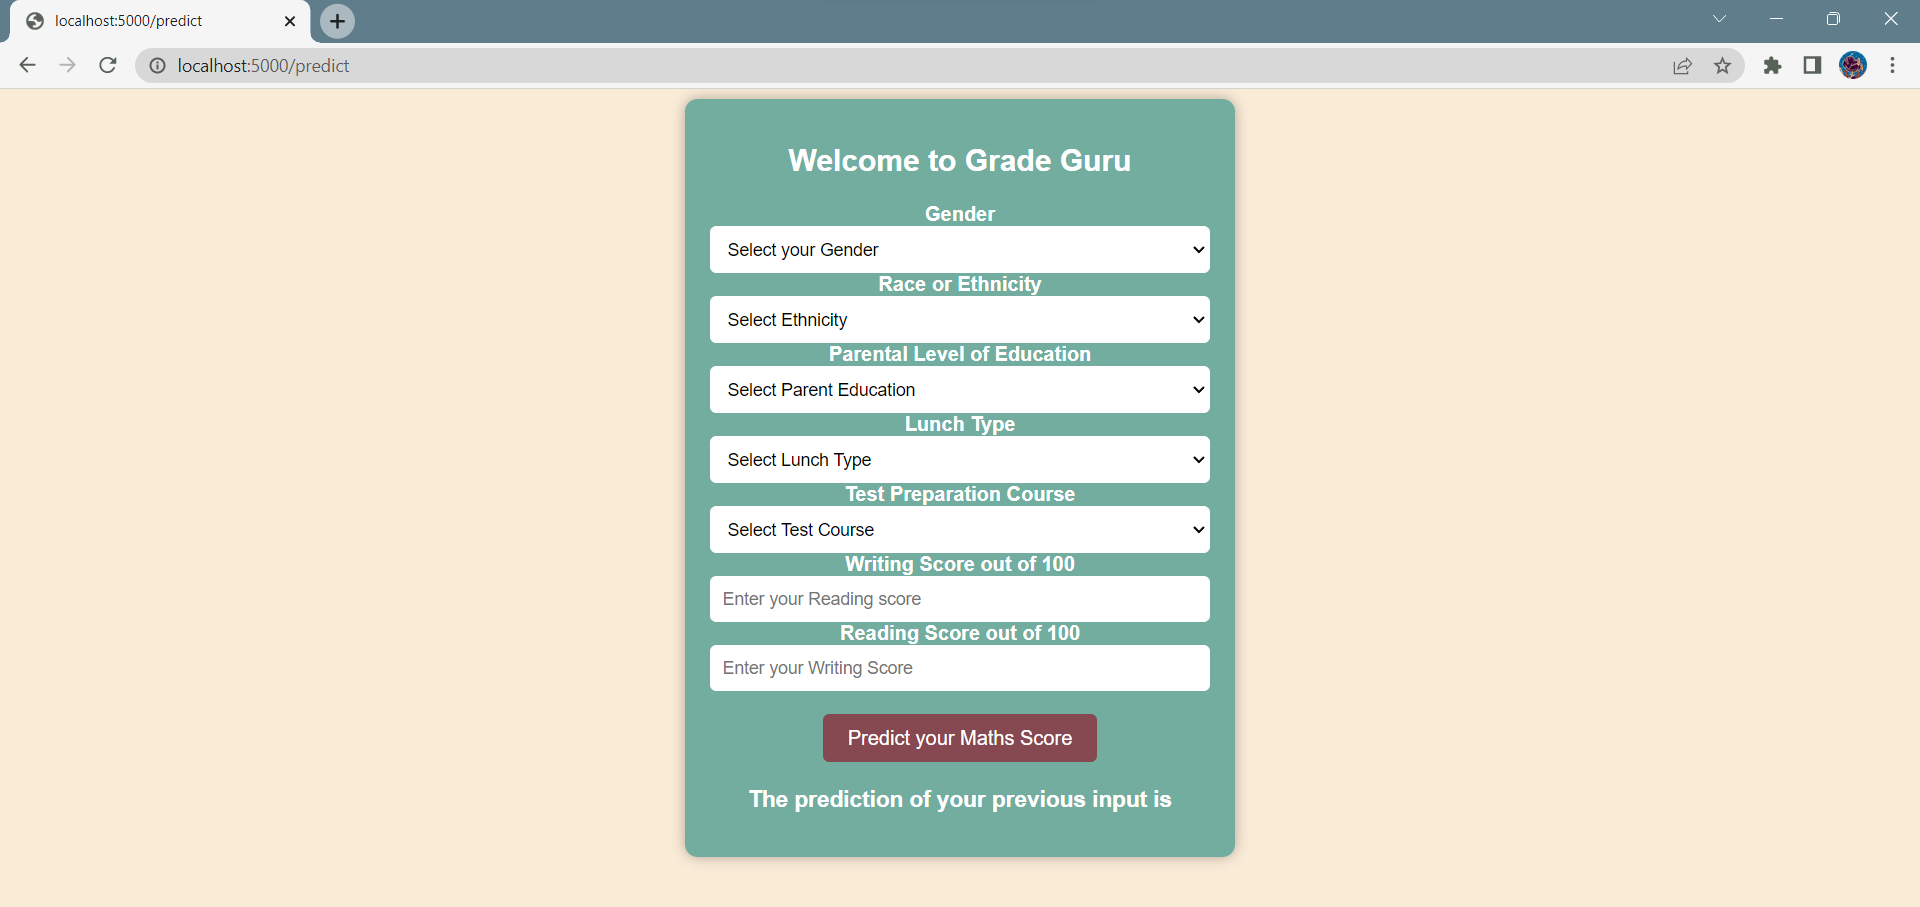 localhost:5000/predict
localhost:5000/predict
Welcome to Grade Guru
Gender
Select your Gender
Race or Ethnicity
Select Ethnicity
Parental Level of Education
Select Parent Education
Lunch Type
Select Lunch Type
Test Preparation Course
Select Test Course
Writing Score out of 100
Enter your Reading score
Reading Score out of 100
Enter your Writing Score
Predict your Maths Score
The prediction of your previous input is